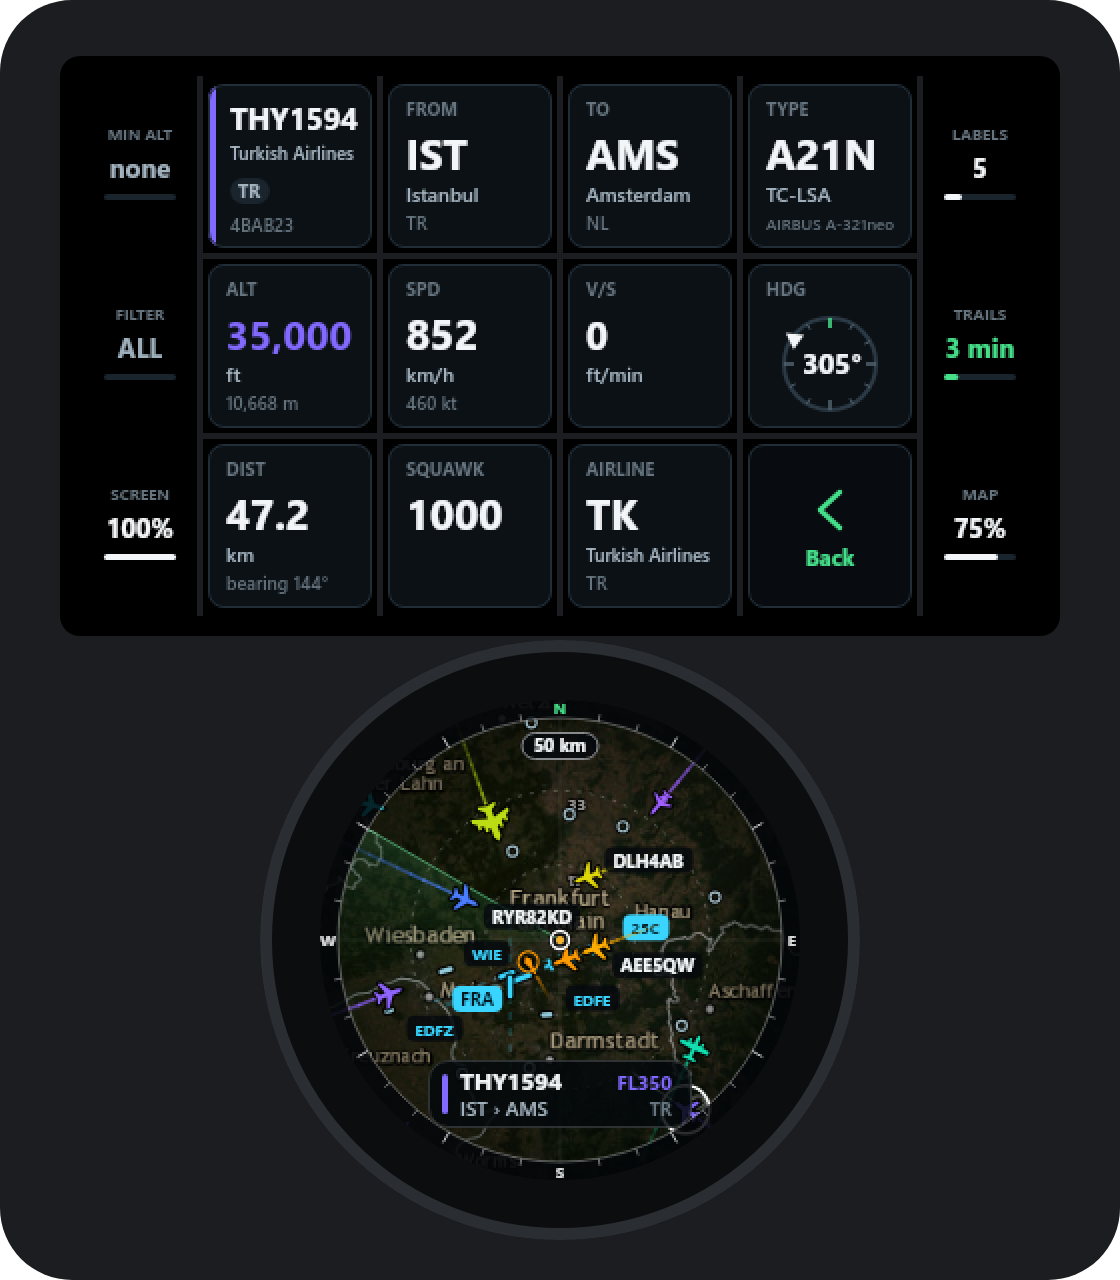 MIN ALT
none
FILTER
ALL
SCREEN
100%
THY1594
Turkish Airlines
TR
4BAB23
FROM
IST
Istanbul
TR
TO
AMS
Amsterdam
NL
TYPE
A21N
TC-LSA
AIRBUS A-321neo
ALT
35,000
ft
10,668 m
SPD
852
km/h
460 kt
V/S
0
ft/min
HDG
305°
DIST
47.2
km
bearing 144°
SQUAWK
1000
AIRLINE
TK
Turkish Airlines
TR
Back
LABELS
5
TRAILS
3 min
MAP
75%
N
50 km
33
DLH4AB
Frankfurt
Hanau
RYR82KD
ain
25C
W
Wiesbaden
E
WIE
AEE5QW
FRA
EDFE
Aschaff
EDFZ
Darmstadt
uznach
THY1594
FL350
IST › AMS
TR
S